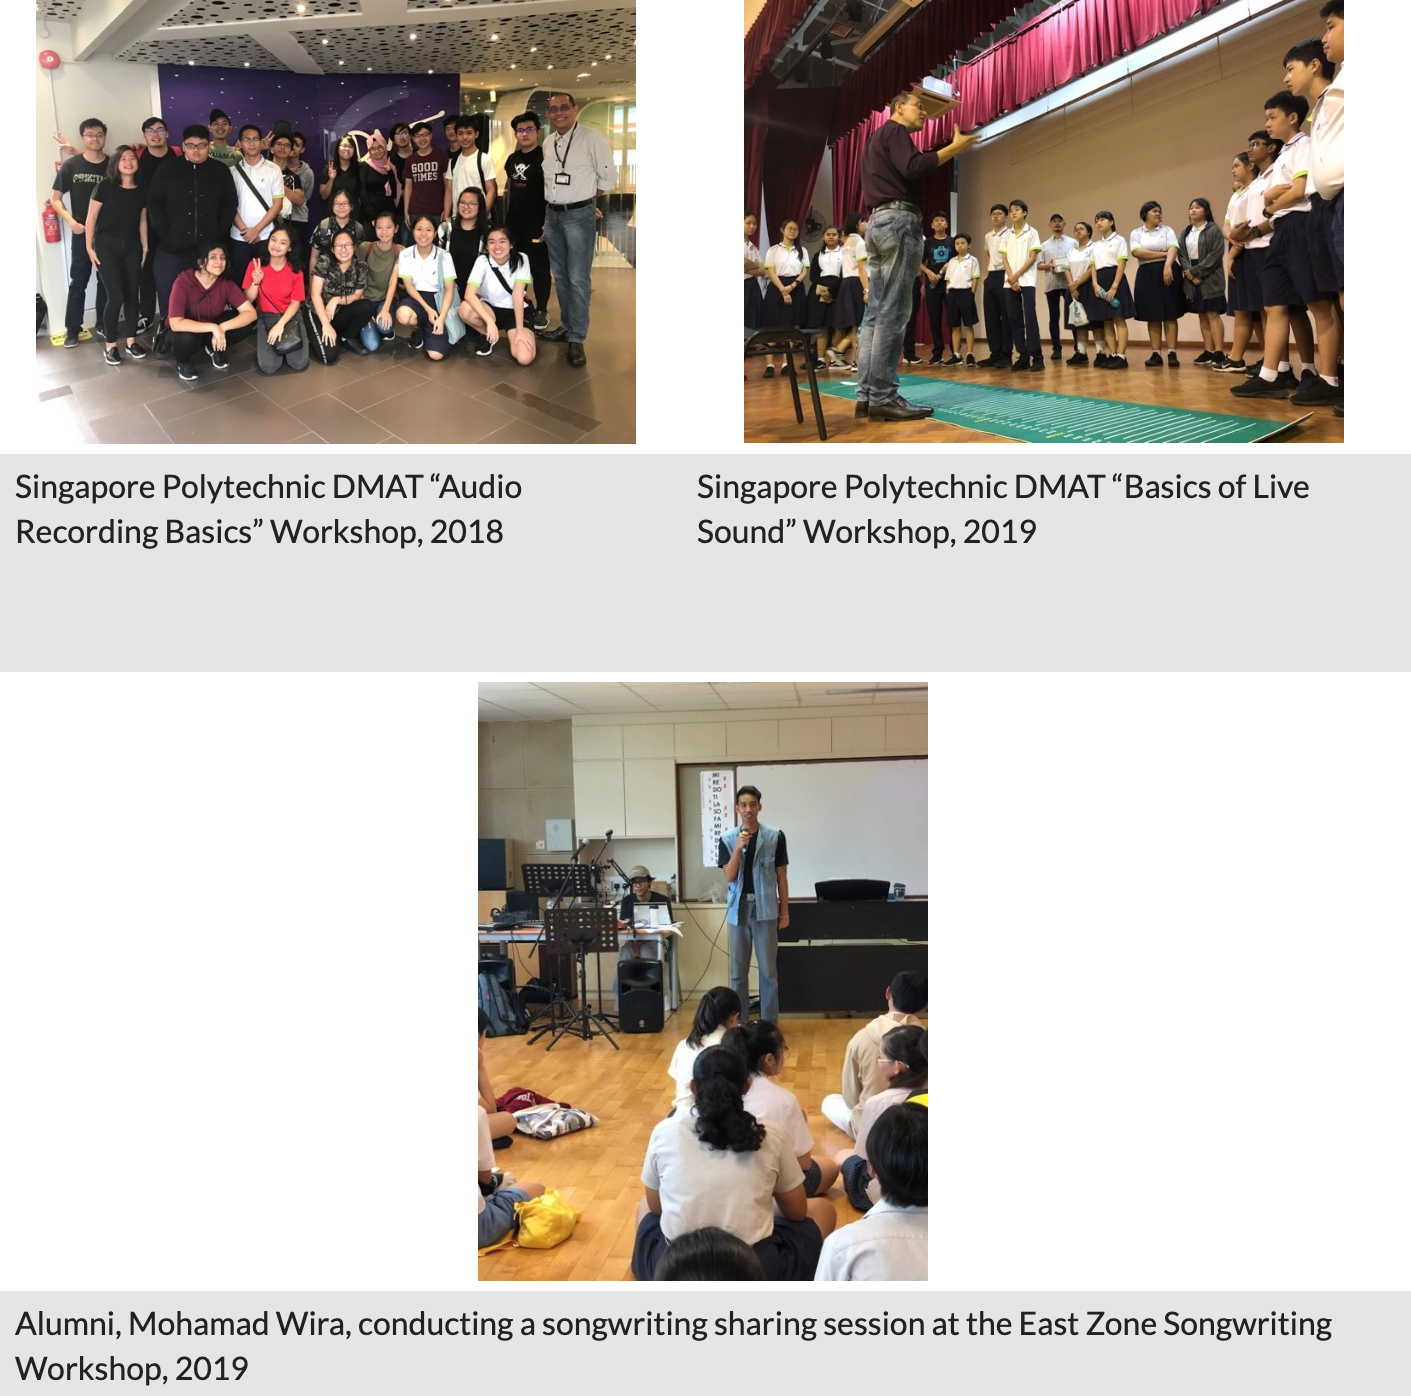 GOOD
TIMES
Singapore Polytechnic DMAT “Audio
Recording Basics” Workshop, 2018
Singapore Polytechnic DMAT “Basics of Live
Sound” Workshop, 2019
MI
RE
DO
TI
LA
SO
FA
MI
RE
DO
TI
Alumni, Mohamad Wira, conducting a songwriting sharing session at the East Zone Songwriting
Workshop, 2019